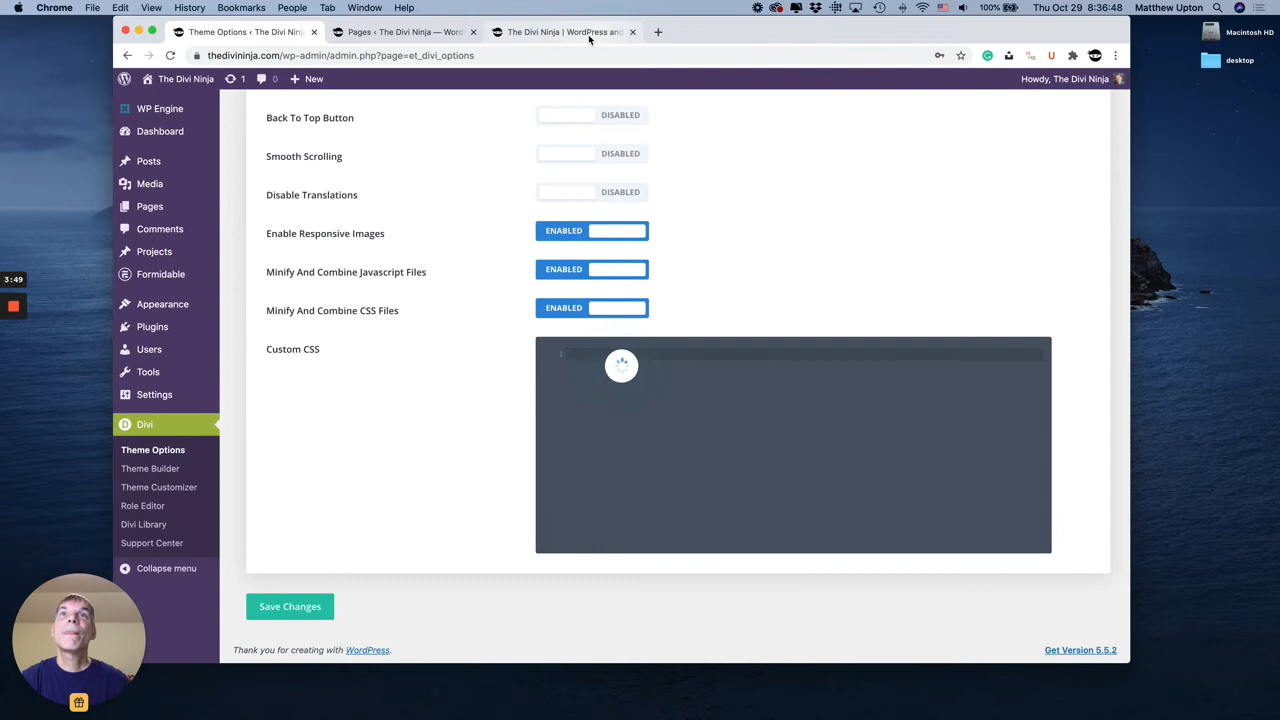 Chrome File Edit View History Bookmarks People Tab Window Help 100% Thu Oct 29 8:36:48 Matthew Upton
Theme Options ‹ The Divi Ninj Pages ‹ The Divi Ninja — Word The Divi Ninja | WordPress and
Macintosh HD
thedivininja.com/wp-admin/admin.php?page=et_divi_options
desktop
The Divi Ninja 1 0 New Howdy, The Divi Ninja
WP Engine
Dashboard
Posts
Media
Pages
Comments
Projects
Formidable
Appearance
Plugins
Users
Tools
Settings
Divi
Theme Options
Theme Builder
Theme Customizer
Role Editor
Divi Library
Support Center
Collapse menu
3:49
Back To Top Button DISABLED
Smooth Scrolling DISABLED
Disable Translations DISABLED
Enable Responsive Images ENABLED
Minify And Combine Javascript Files ENABLED
Minify And Combine CSS Files ENABLED
Custom CSS
1
Save Changes
Thank you for creating with WordPress. Get Version 5.5.2